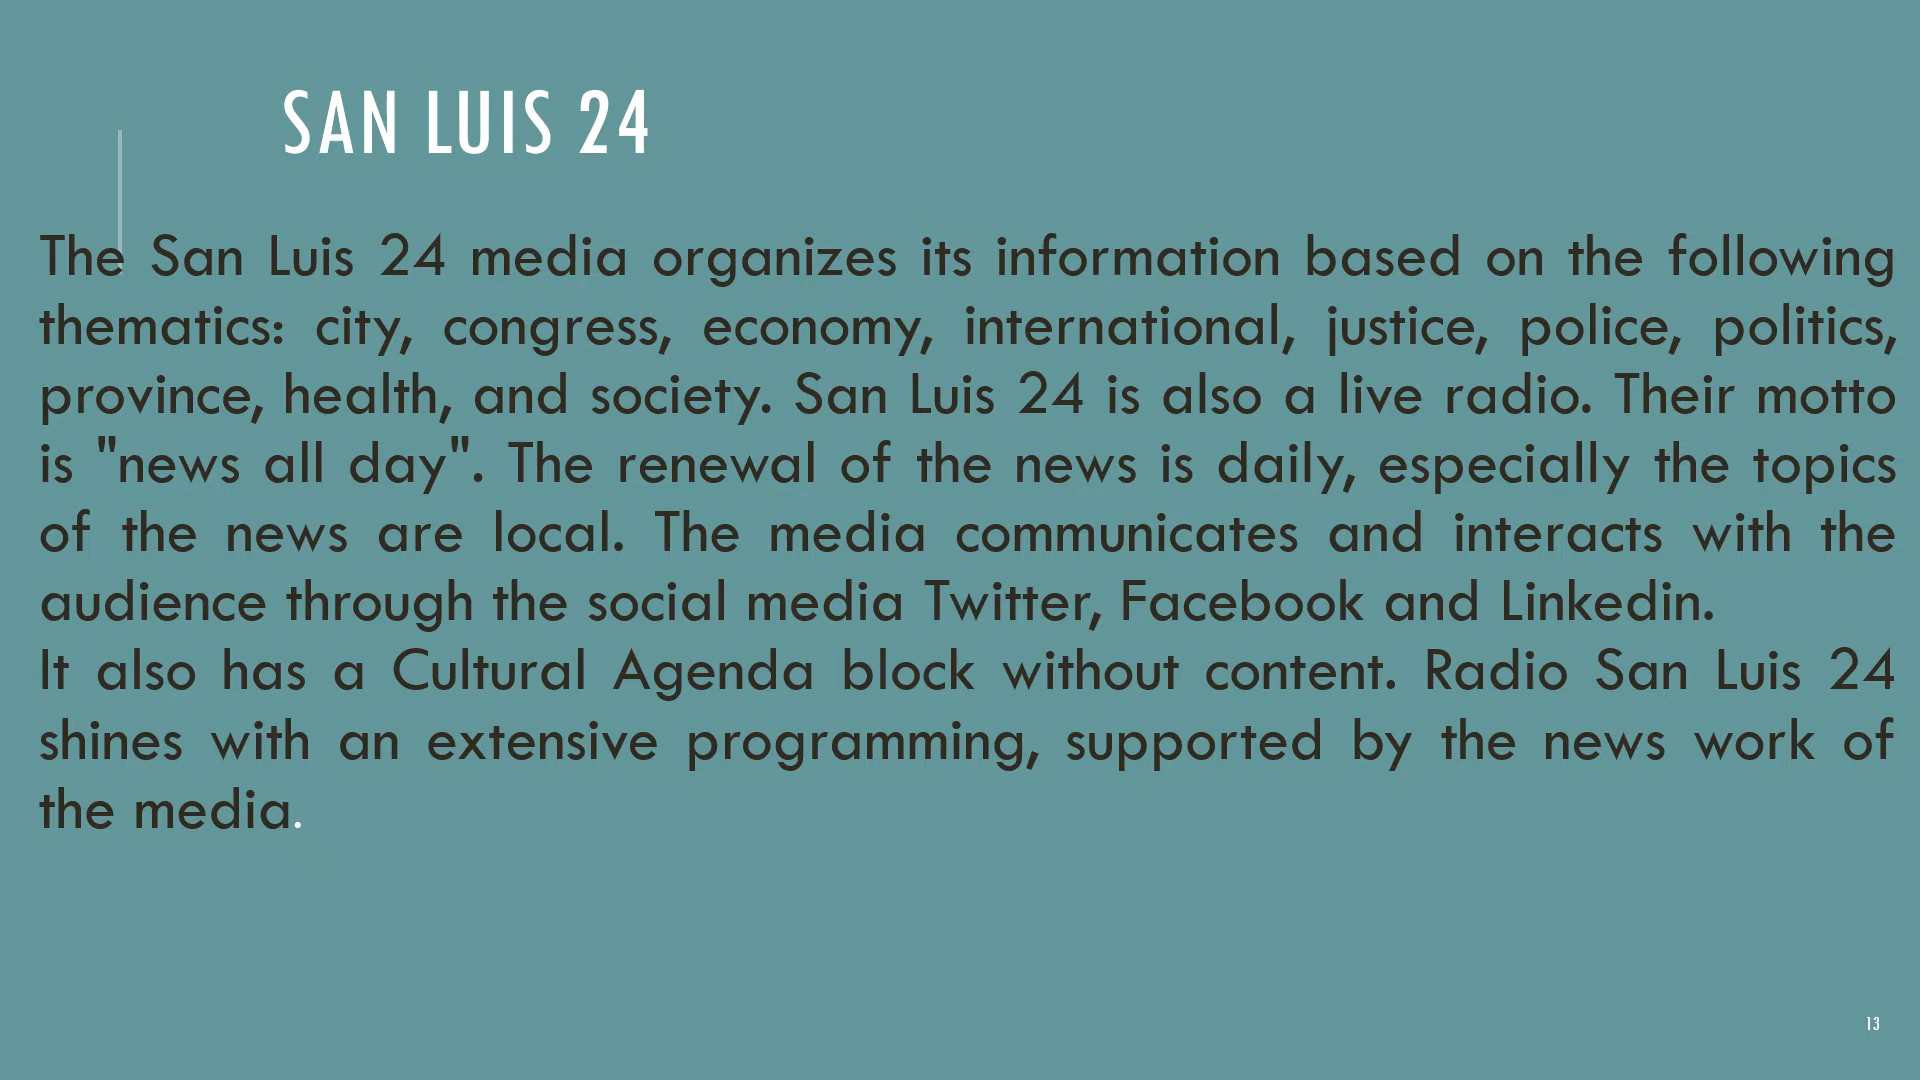 SAN LUIS 24
The San Luis 24 media organizes its information based on the following
thematics: city, congress, economy, international, justice, police, politics,
province, health, and society. San Luis 24 is also a live radio. Their motto
is "news all day". The renewal of the news is daily, especially the topics
of the news are local. The media communicates and interacts with the
audience through the social media Twitter, Facebook and Linkedin.
It also has a Cultural Agenda block without content. Radio San Luis 24
shines with an extensive programming, supported by the news work of
the media.
13